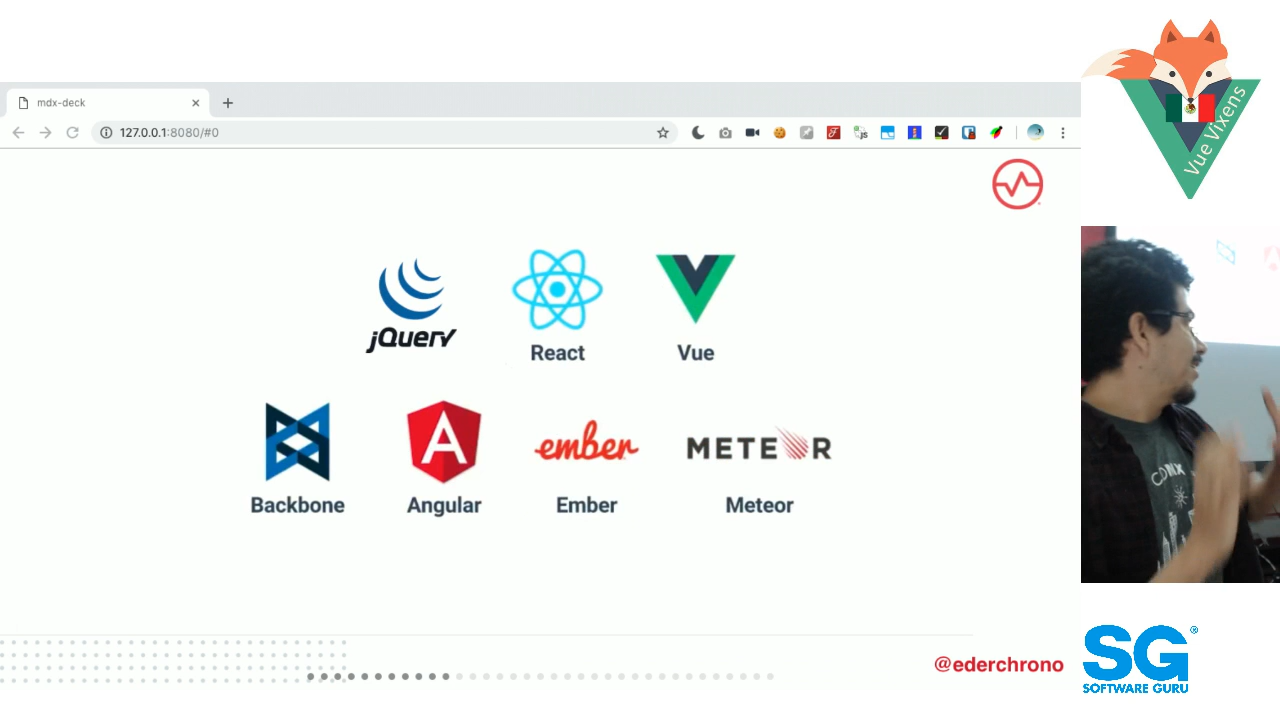 mdx-deck
127.0.0.1:8080/#0
jQuery
React
Vue
Backbone
Angular
ember
Ember
METEOR
Meteor
@ederchrono
Vue Vixens
CDMX
SG®
SOFTWARE GURU